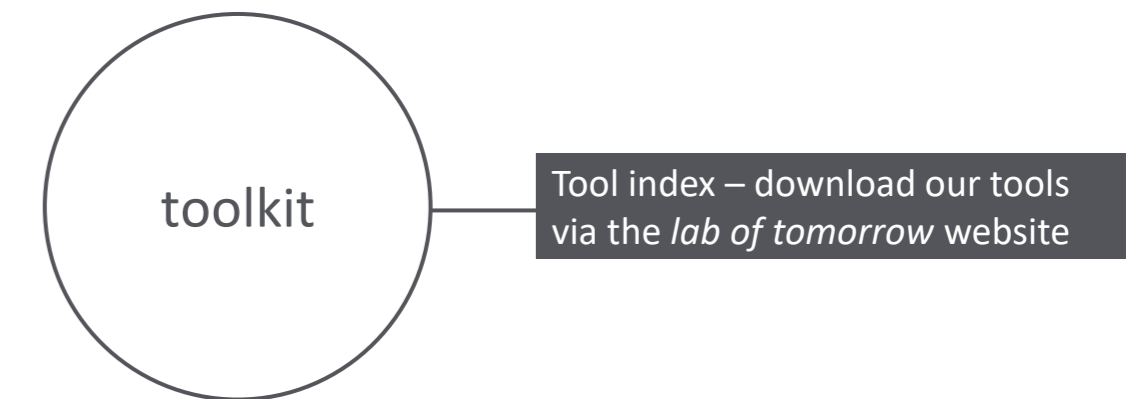 toolkit
Tool index – download our tools
via the lab of tomorrow website